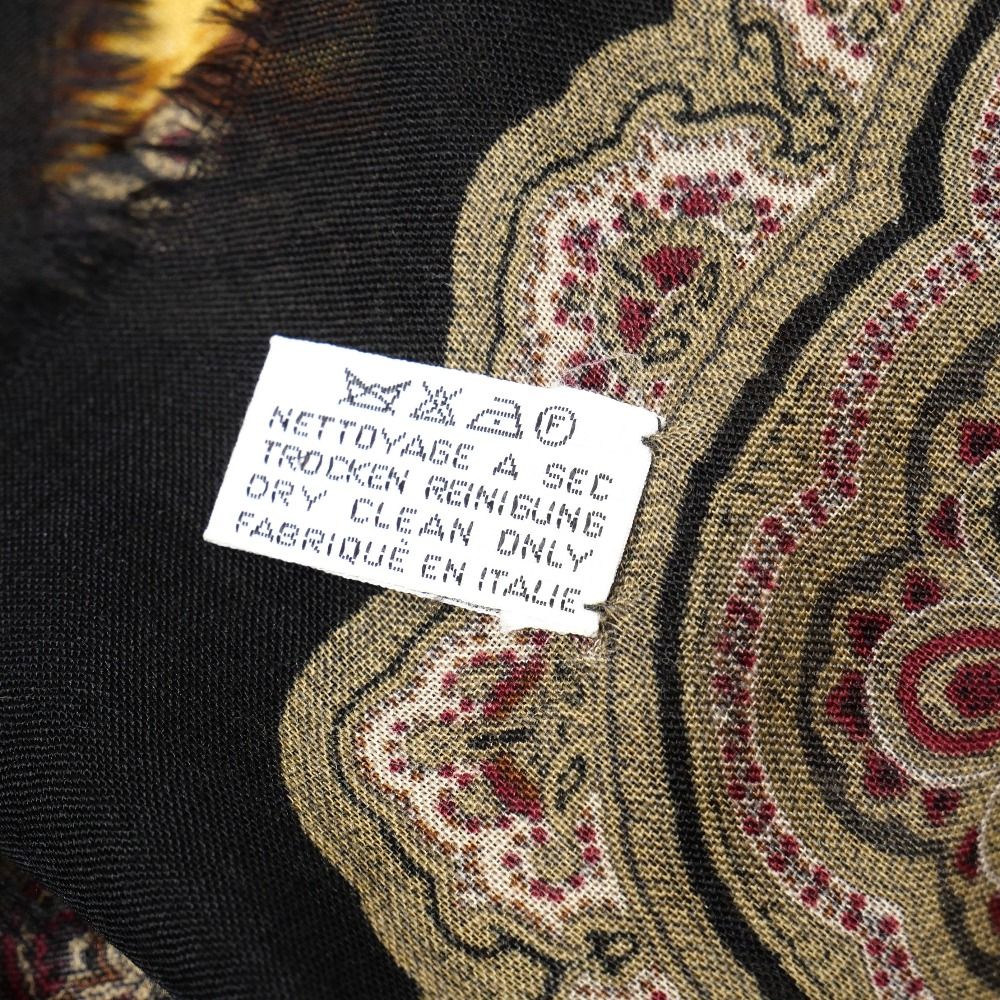 F
NETTOYAGE A SEC
TROCKEN REINIGUNG
DRY CLEAN ONLY
FABRIQUÉ EN ITALIE